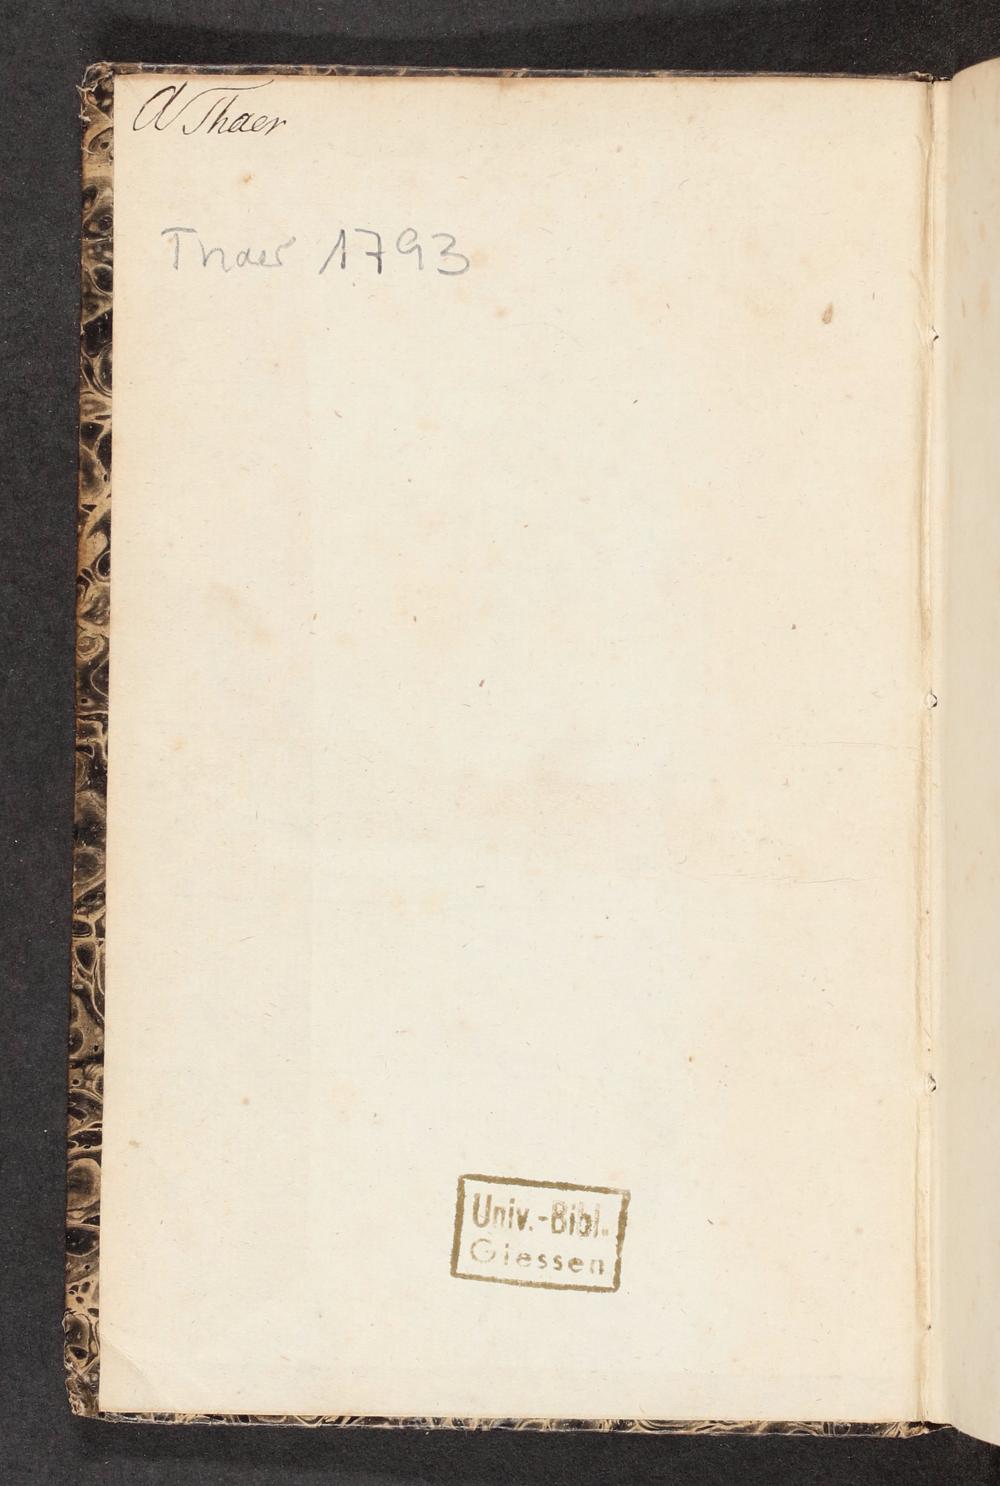 A Thaer
Thaer 1793
Univ.-Bibl.
Giessen